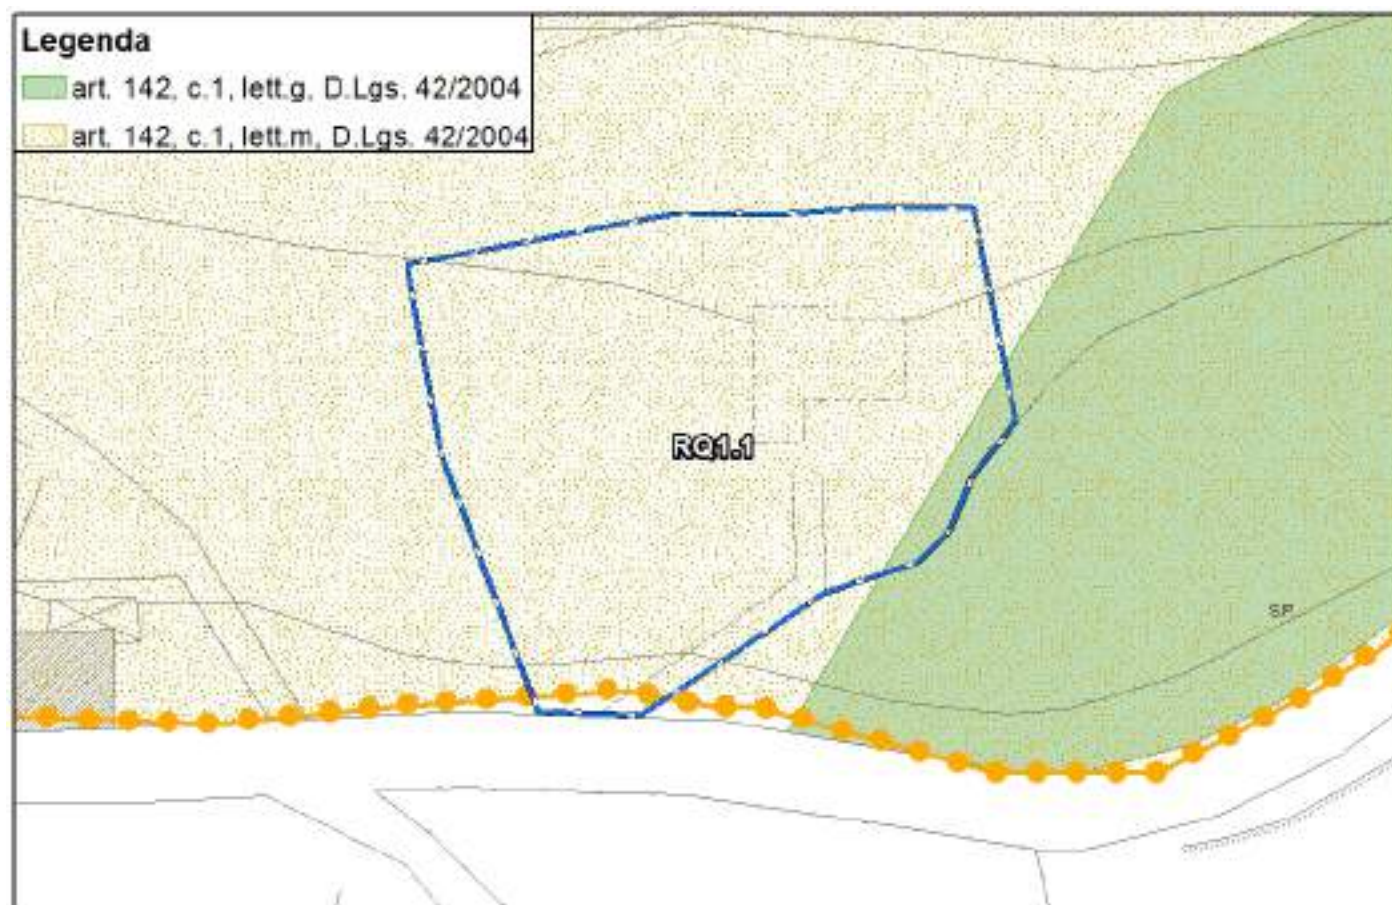 Legenda
art. 142, c.1, lett.g, D.Lgs. 42/2004
art. 142, c.1, lett.m, D.Lgs. 42/2004
RQ1.1
SP